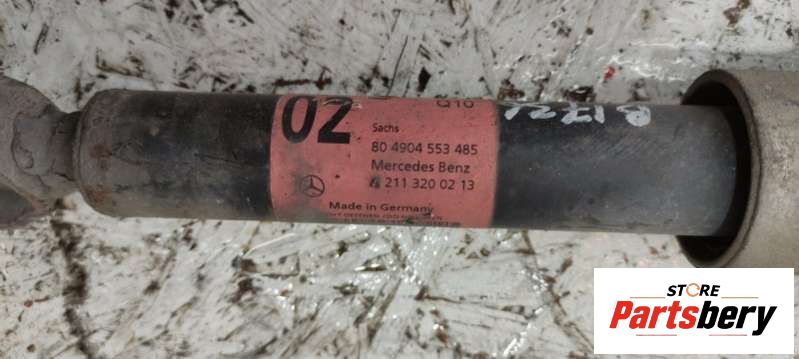 Q10
02
Sachs
80 4904 553 485
Mercedes Benz
A 211 320 02 13
Made in Germany
STORE
Partsbery